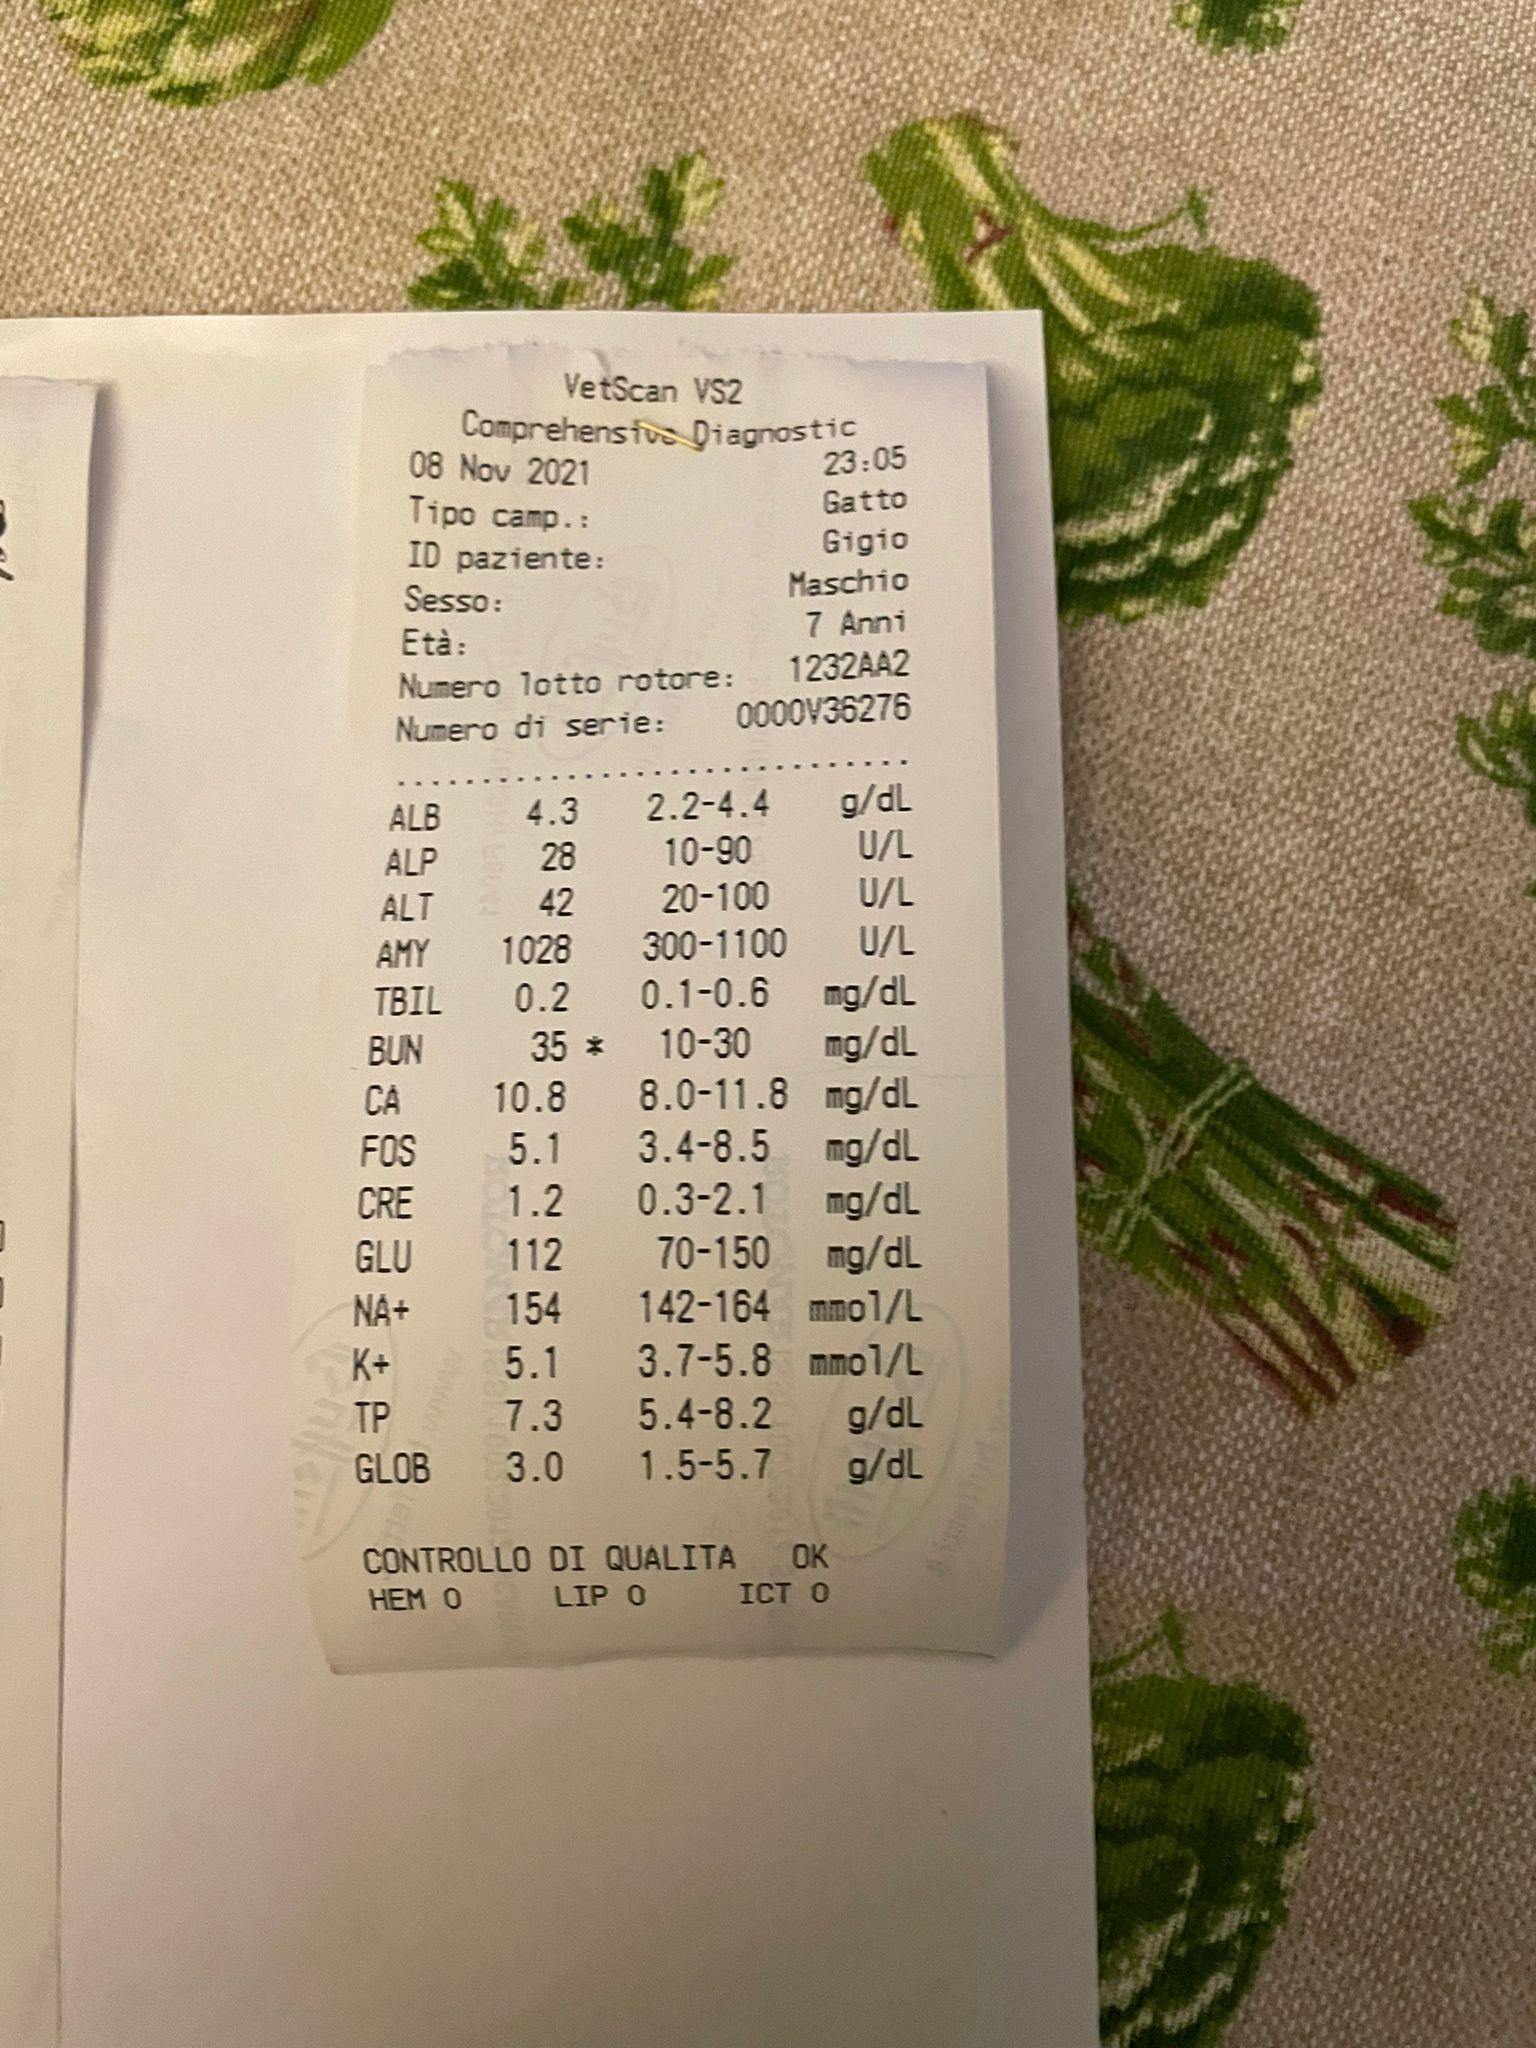 VetScan VS2
Comprehensive Diagnostic
08 Nov 2021 23:05
Tipo camp.: Gatto
ID paziente: Gigio
Sesso: Maschio
Età: 7 Anni
Numero lotto rotore: 1232AA2
Numero di serie: 0000V36276
..............................
ALB 4.3 2.2-4.4 g/dL
ALP 28 10-90 U/L
ALT 42 20-100 U/L
AMY 1028 300-1100 U/L
TBIL 0.2 0.1-0.6 mg/dL
BUN 35 * 10-30 mg/dL
CA 10.8 8.0-11.8 mg/dL
FOS 5.1 3.4-8.5 mg/dL
CRE 1.2 0.3-2.1 mg/dL
GLU 112 70-150 mg/dL
NA+ 154 142-164 mmol/L
K+ 5.1 3.7-5.8 mmol/L
TP 7.3 5.4-8.2 g/dL
GLOB 3.0 1.5-5.7 g/dL
CONTROLLO DI QUALITA OK
HEM 0 LIP 0 ICT 0